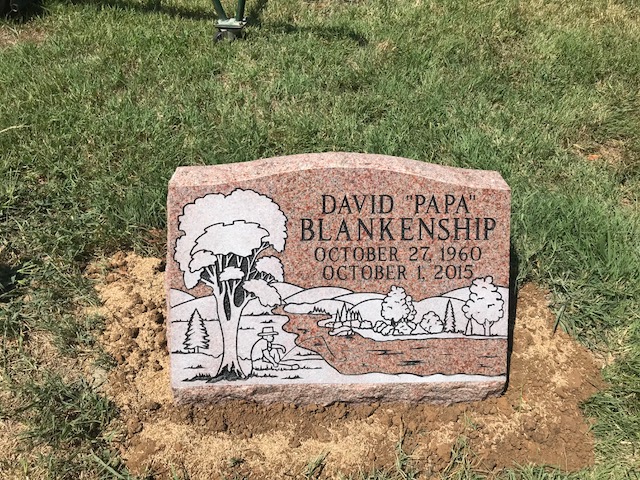 DAVID "PAPA"
BLANKENSHIP
OCTOBER 27, 1960
OCTOBER 1, 2015